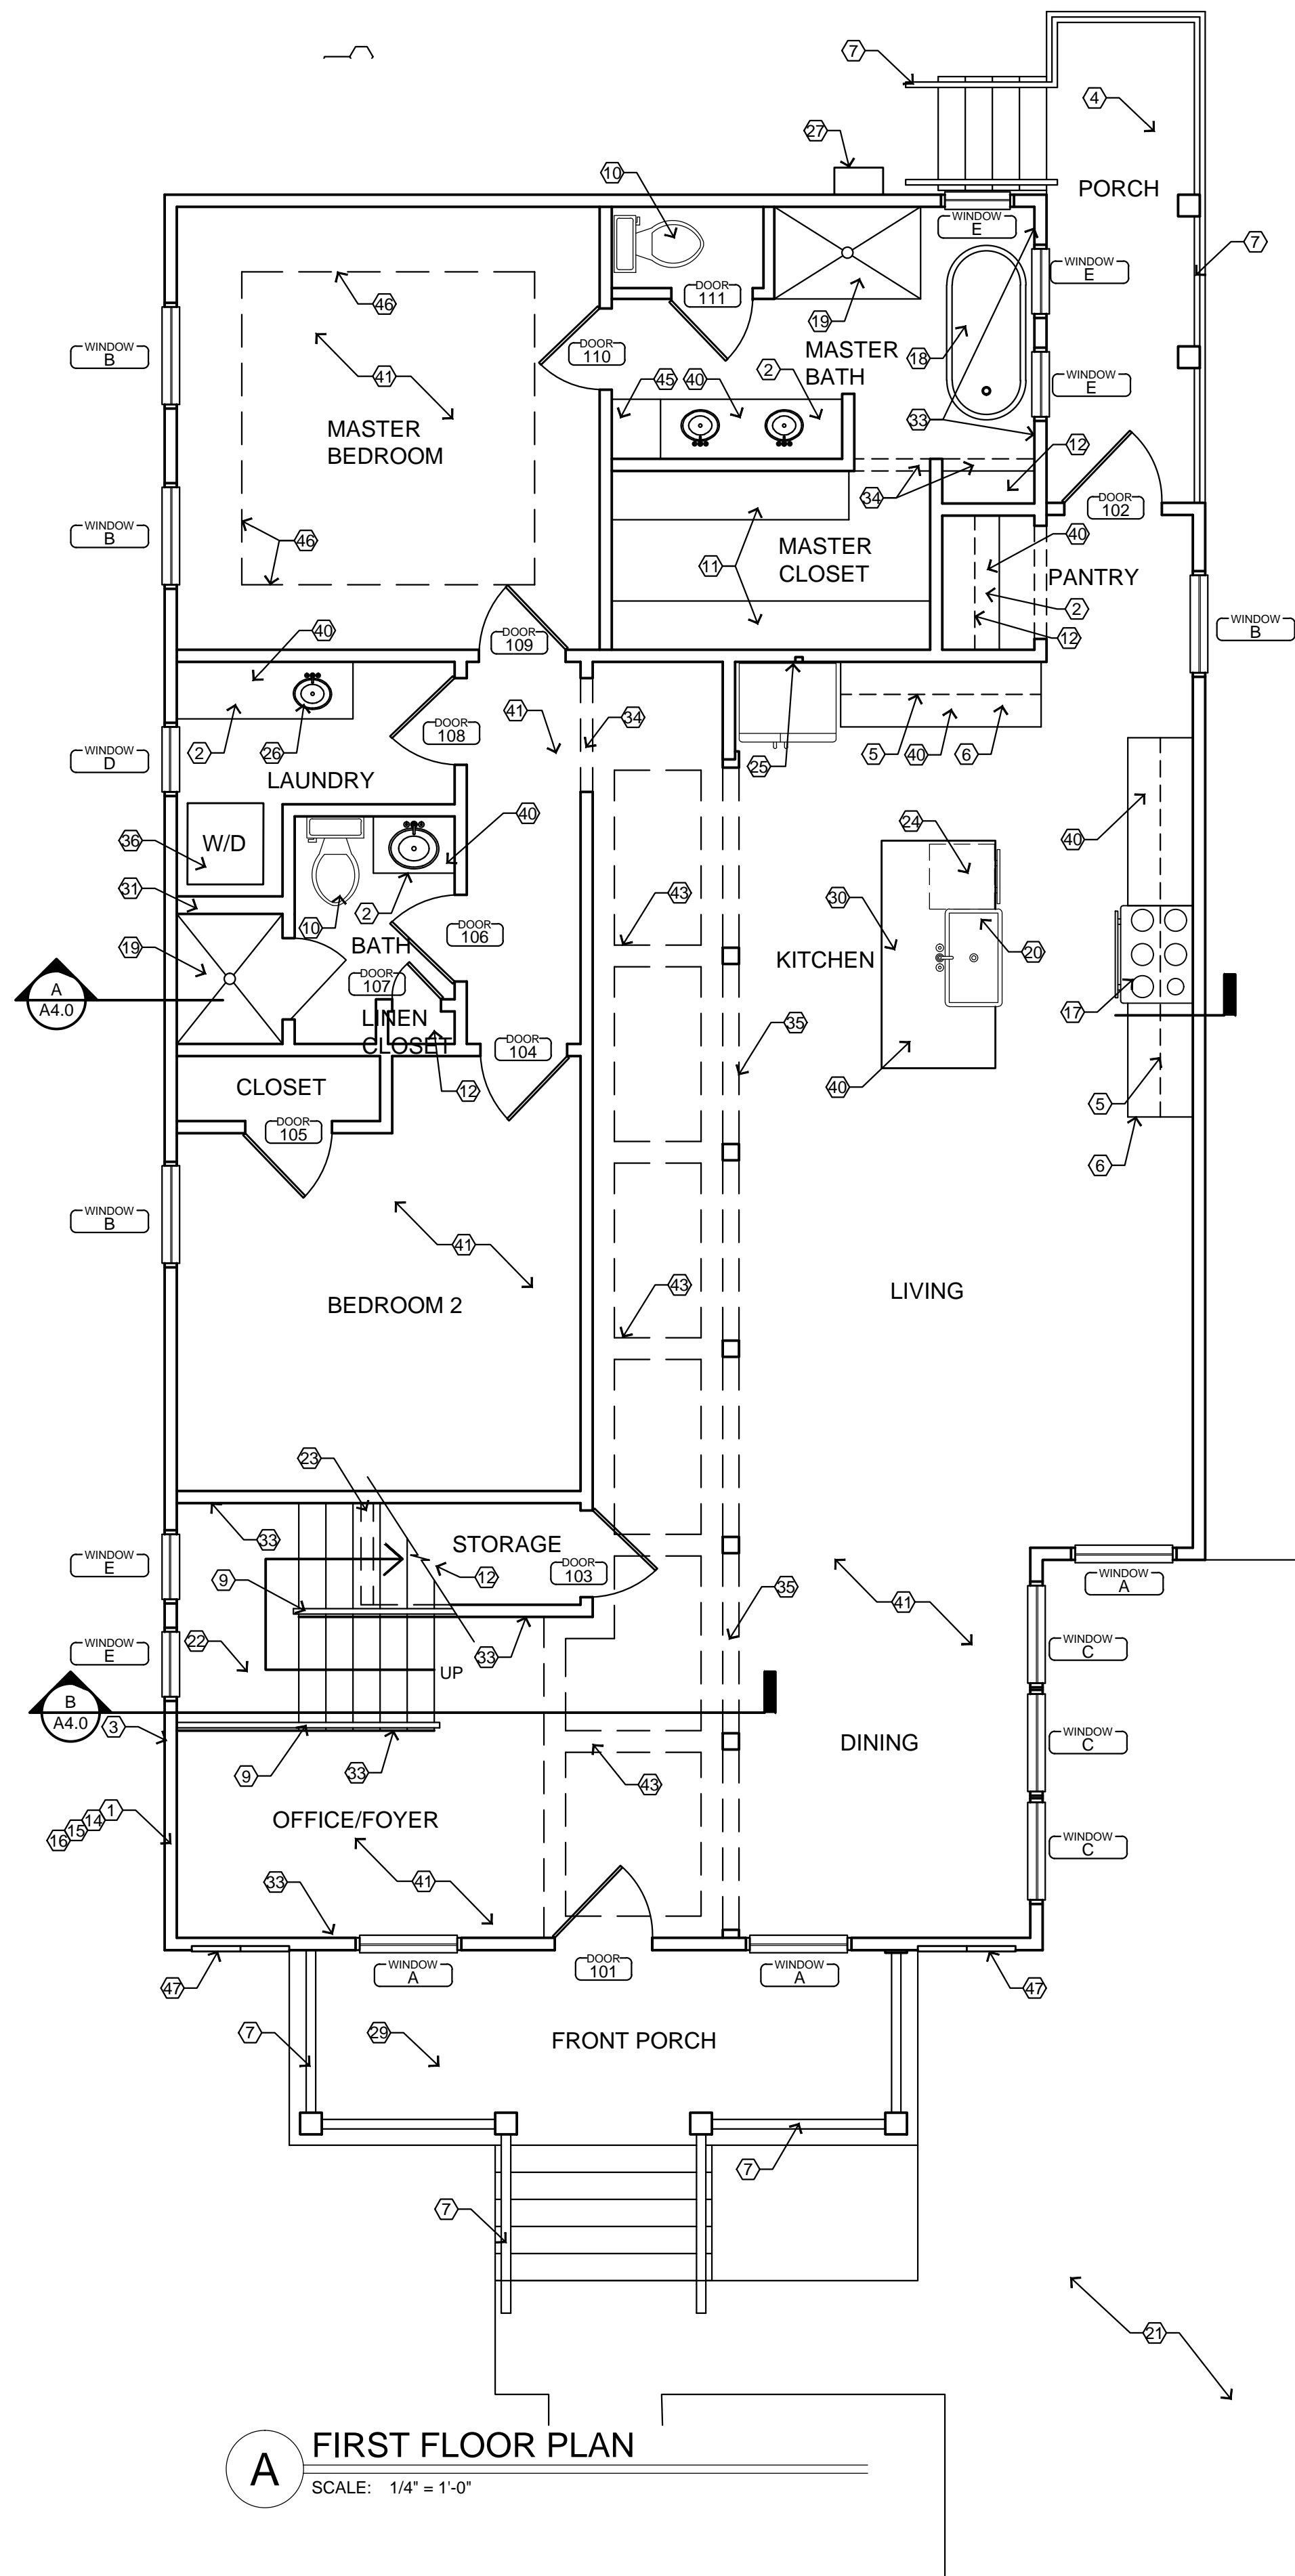 7
4
27
PORCH
10
WINDOW
E
7
WINDOW
E
DOOR
111
46
19
DOOR
110
MASTER
BATH
18
WINDOW
B
41
45
40
2
WINDOW
E
33
MASTER
BEDROOM
12
34
DOOR
102
WINDOW
B
46
40
MASTER
CLOSET
11
PANTRY
2
12
WINDOW
B
40
DOOR
109
41
34
DOOR
108
2
26
5
40
6
25
WINDOW
D
LAUNDRY
40
24
36
W/D
40
31
43
30
2
10
DOOR
106
19
BATH
KITCHEN
20
DOOR
107
A
A4.0
LINEN
CLOSET
17
35
DOOR
104
CLOSET
12
40
5
DOOR
105
6
WINDOW
B
41
43
LIVING
BEDROOM 2
23
33
STORAGE
WINDOW
E
DOOR
103
12
9
35
WINDOW
A
41
22
WINDOW
E
33
WINDOW
C
UP
B
A4.0
3
DINING
WINDOW
C
9
33
43
1
14
15
16
OFFICE/FOYER
WINDOW
C
33
41
47
WINDOW
A
DOOR
101
WINDOW
A
47
7
29
FRONT PORCH
7
7
21
A
FIRST FLOOR PLAN
SCALE: 1/4" = 1'-0"